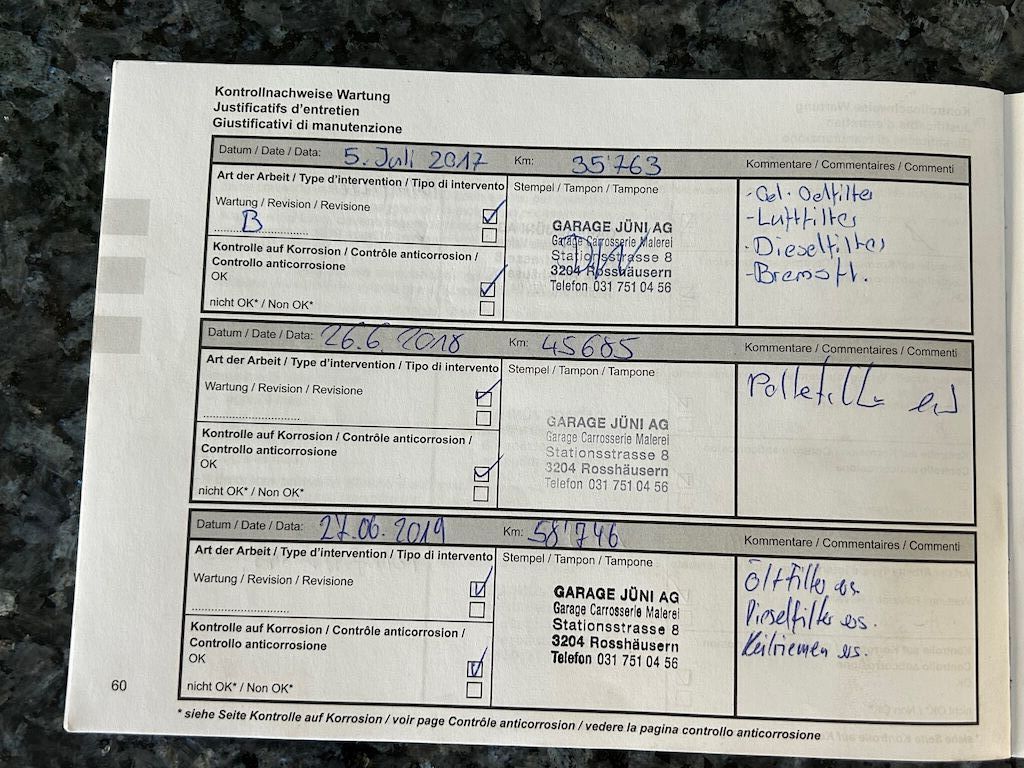 Kontrollnachweise Wartung
Justificatifs d'entretien
Giustificativi di manutenzione
Datum / Date / Data: 5. Juli 2017 Km: 35'763 Kommentare / Commentaires / Commenti
Art der Arbeit / Type d'intervention / Tipo di intervento
Wartung / Revision / Revisione
B
Kontrolle auf Korrosion / Contrôle anticorrosion /
Controllo anticorrosione
OK
nicht OK* / Non OK*
Stempel / Tampon / Tampone
GARAGE JÜNI AG
Garage Carrosserie Malerei
Stationsstrasse 8
3204 Rosshäusern
Telefon 031 751 04 56
- Oel. Oelfilter
- Luftfilter
- Dieselfilter
- Bremsfl.
Datum / Date / Data: 26.6.2018 Km: 45685 Kommentare / Commentaires / Commenti
Art der Arbeit / Type d'intervention / Tipo di intervento
Wartung / Revision / Revisione
Kontrolle auf Korrosion / Contrôle anticorrosion /
Controllo anticorrosione
OK
nicht OK* / Non OK*
Stempel / Tampon / Tampone
GARAGE JÜNI AG
Garage Carrosserie Malerei
Stationsstrasse 8
3204 Rosshäusern
Telefon 031 751 04 56
Datum / Date / Data: 27.06.2019 Km: 58'746 Kommentare / Commentaires / Commenti
Art der Arbeit / Type d'intervention / Tipo di intervento
Wartung / Revision / Revisione
Kontrolle auf Korrosion / Contrôle anticorrosion /
Controllo anticorrosione
OK
nicht OK* / Non OK*
Stempel / Tampon / Tampone
GARAGE JÜNI AG
Garage Carrosserie Malerei
Stationsstrasse 8
3204 Rosshäusern
Telefon 031 751 04 56
Öl+Filter ers.
Dieselfilter ers.
Keilriemen ers.
60
* siehe Seite Kontrolle auf Korrosion / voir page Contrôle anticorrosion / vedere la pagina controllo anticorrosione